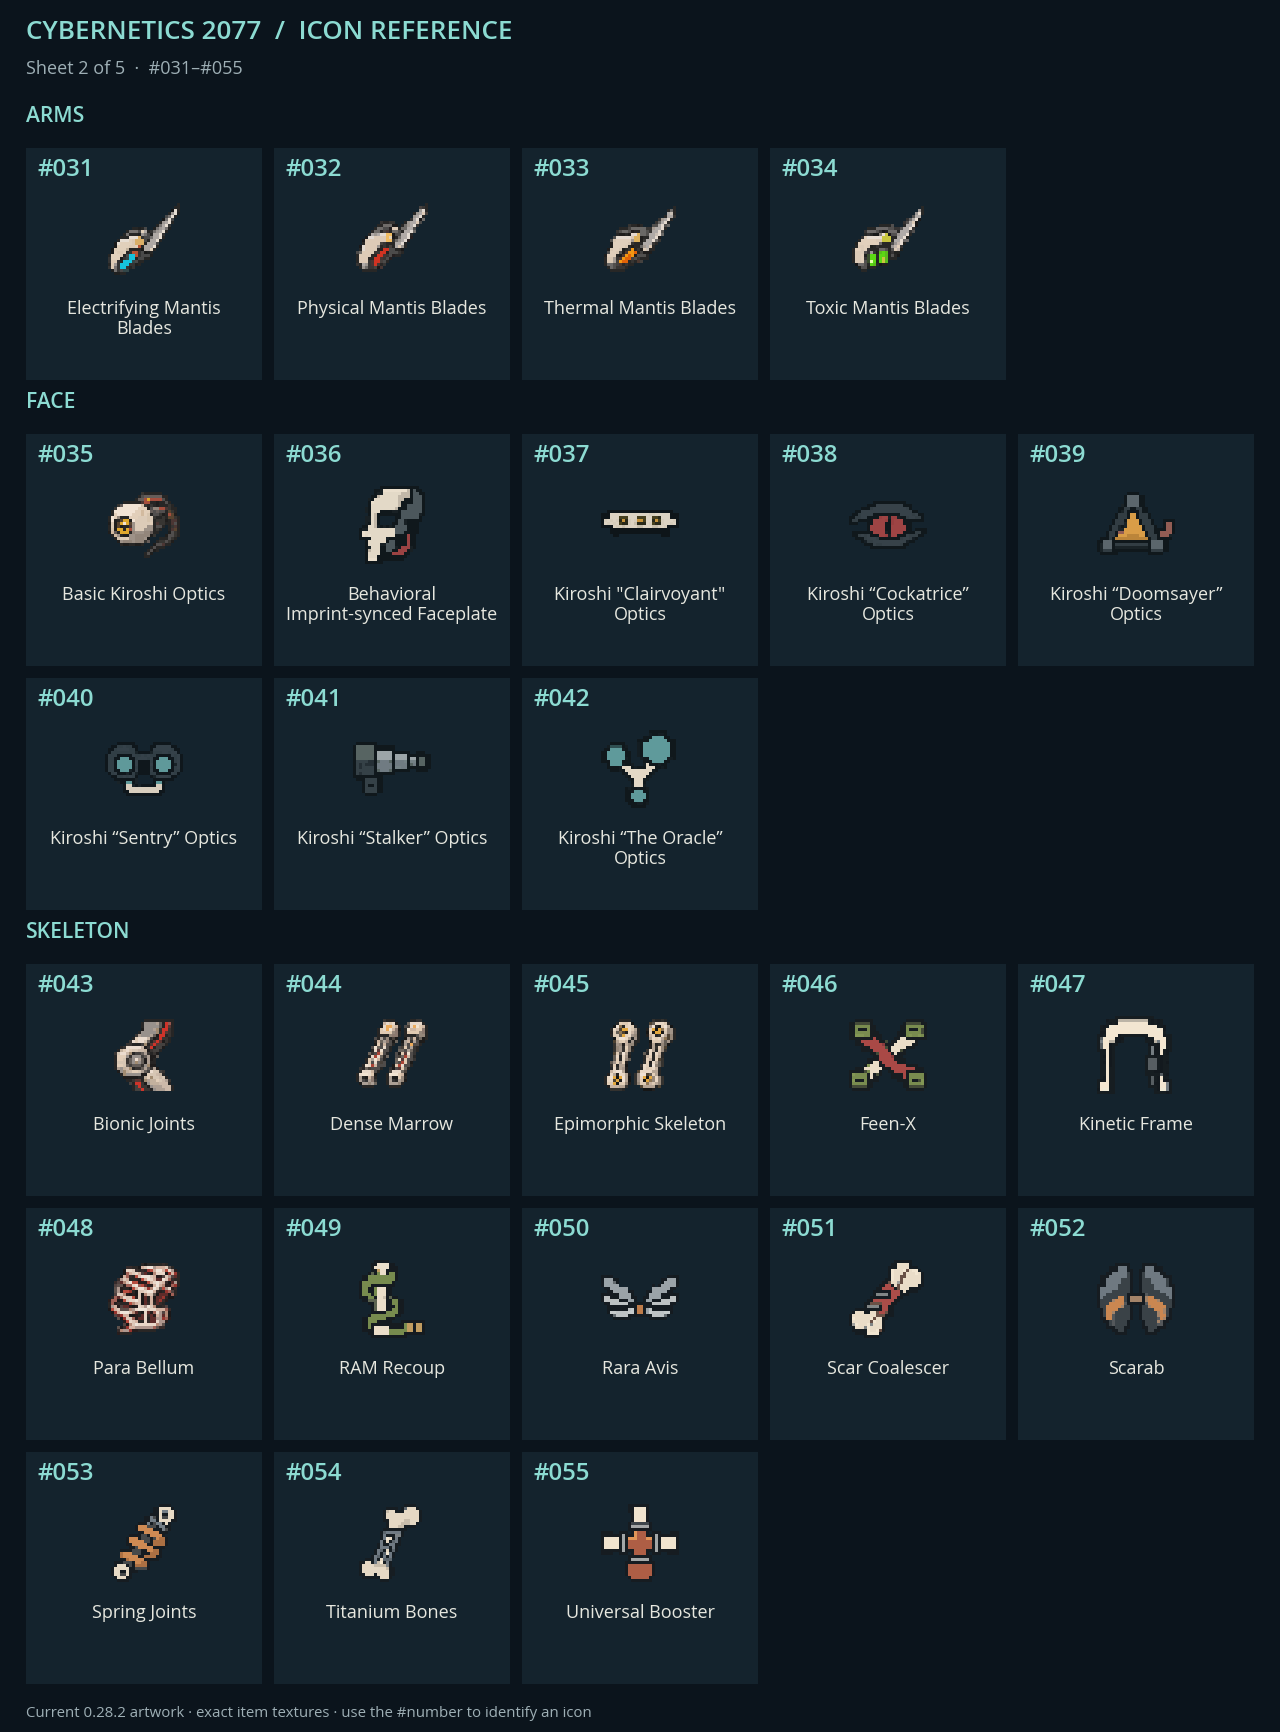 CYBERNETICS 2077 / ICON REFERENCE
Sheet 2 of 5 · #031–#055
ARMS
#031
Electrifying Mantis
Blades
#032
Physical Mantis Blades
#033
Thermal Mantis Blades
#034
Toxic Mantis Blades
FACE
#035
Basic Kiroshi Optics
#036
Behavioral
Imprint-synced Faceplate
#037
Kiroshi "Clairvoyant"
Optics
#038
Kiroshi “Cockatrice”
Optics
#039
Kiroshi “Doomsayer”
Optics
#040
Kiroshi “Sentry” Optics
#041
Kiroshi “Stalker” Optics
#042
Kiroshi “The Oracle”
Optics
SKELETON
#043
Bionic Joints
#044
Dense Marrow
#045
Epimorphic Skeleton
#046
Feen-X
#047
Kinetic Frame
#048
Para Bellum
#049
RAM Recoup
#050
Rara Avis
#051
Scar Coalescer
#052
Scarab
#053
Spring Joints
#054
Titanium Bones
#055
Universal Booster
Current 0.28.2 artwork · exact item textures · use the #number to identify an icon